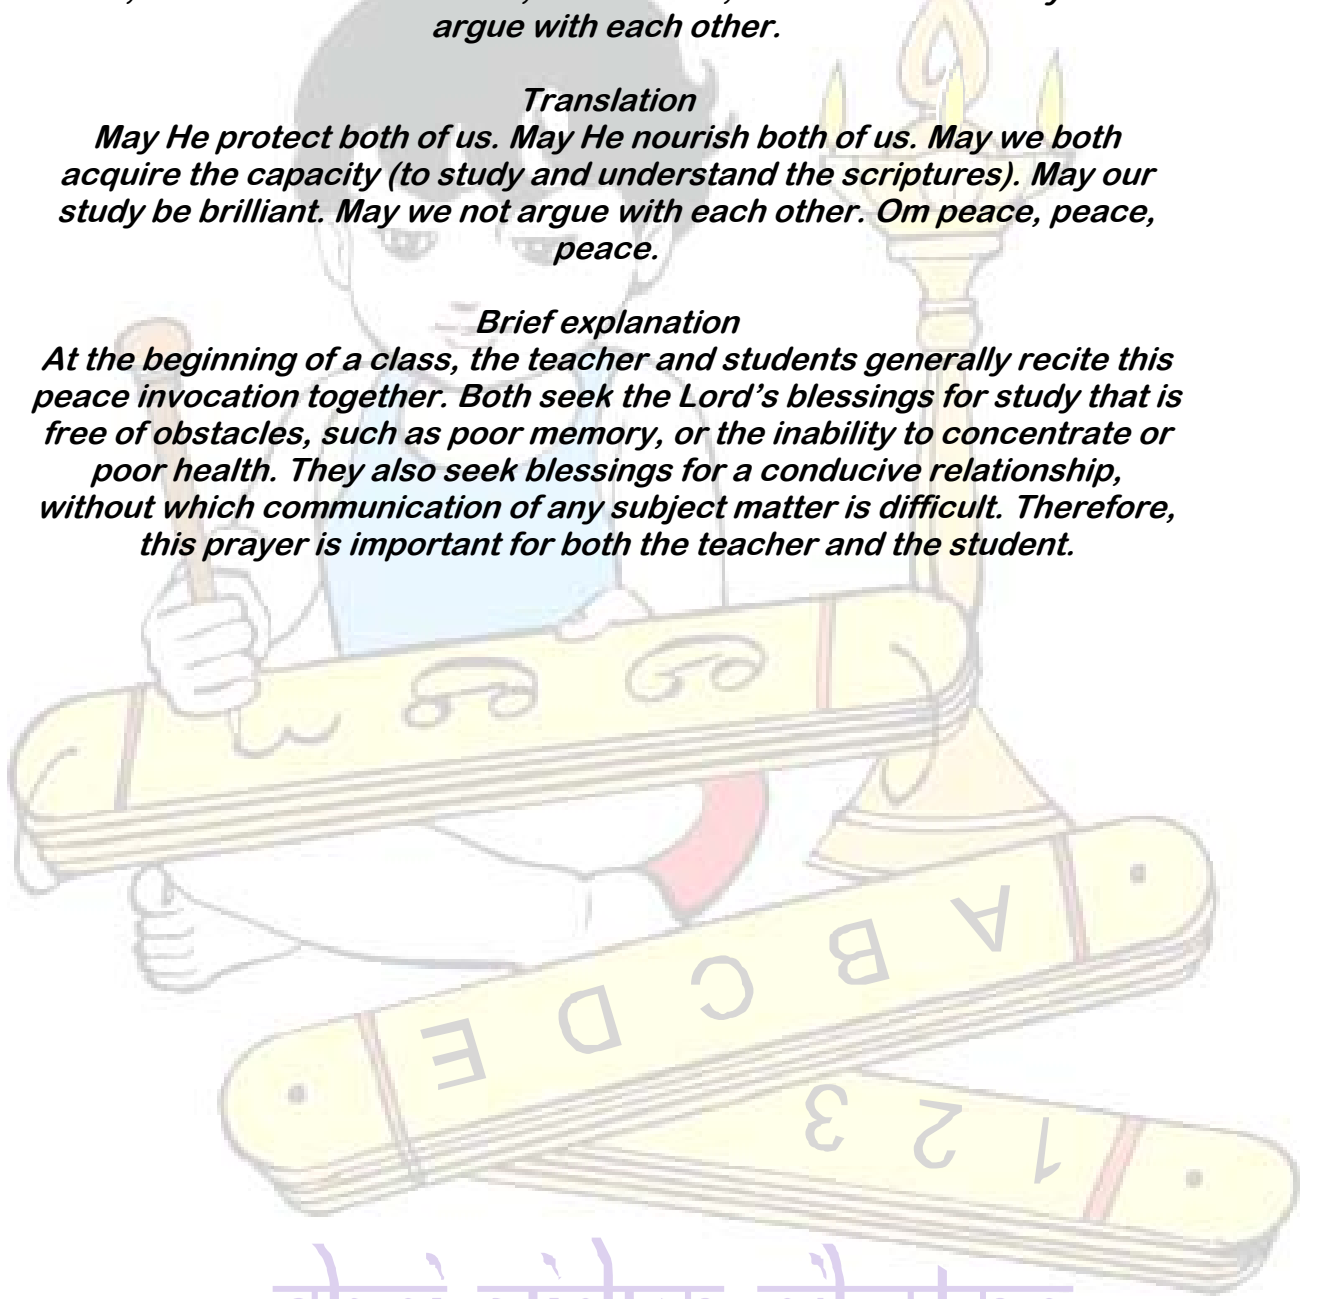 argue with each other.
Translation
May He protect both of us. May He nourish both of us. May we both
acquire the capacity (to study and understand the scriptures). May our
study be brilliant. May we not argue with each other. Om peace, peace,
peace.
Brief explanation
At the beginning of a class, the teacher and students generally recite this
peace invocation together. Both seek the Lord’s blessings for study that is
free of obstacles, such as poor memory, or the inability to concentrate or
poor health. They also seek blessings for a conducive relationship,
without which communication of any subject matter is difficult. Therefore,
this prayer is important for both the teacher and the student.
A B C D E
1 2 3